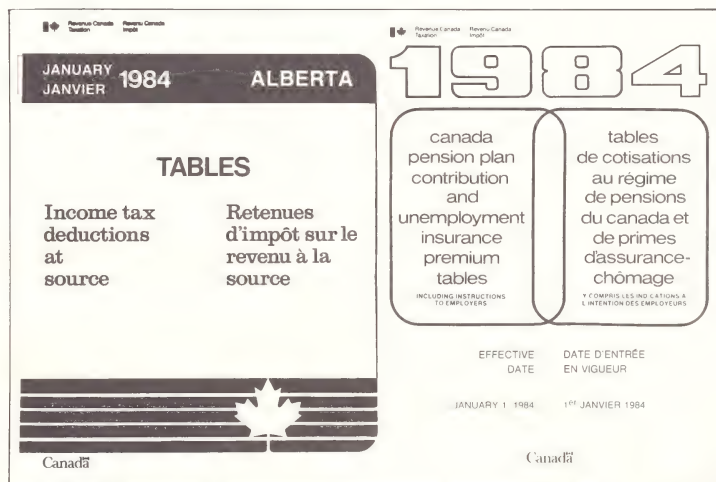 Revenue Canada Revenu Canada
Taxation Impôt
JANUARY
JANVIER 1984 ALBERTA
TABLES
Income tax
deductions
at
source
Retenues
d'impôt sur le
revenu à la
source
Canada
Revenue Canada Revenu Canada
Taxation Impôt
1984
canada
pension plan
contribution
and
unemployment
insurance
premium
tables
INCLUDING INSTRUCTIONS
TO EMPLOYERS
tables
de cotisations
au régime
de pensions
du canada et
de primes
d'assurance-
chômage
Y COMPRIS LES INDICATIONS À
L'INTENTION DES EMPLOYEURS
EFFECTIVE
DATE
DATE D'ENTRÉE
EN VIGUEUR
JANUARY 1 1984 1er JANVIER 1984
Canada